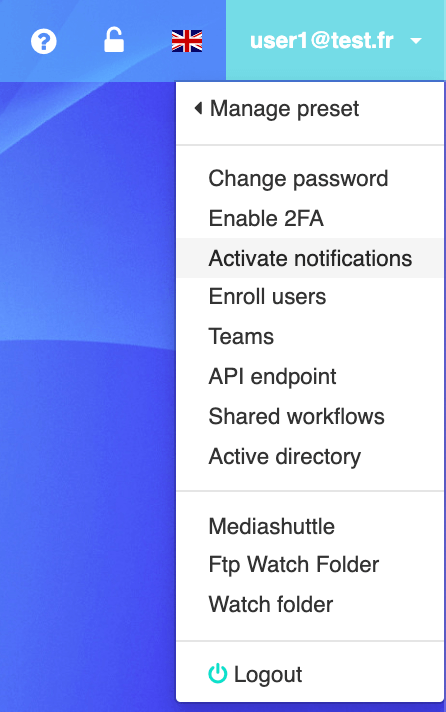 user1@test.fr
Manage preset
Change password
Enable 2FA
Activate notifications
Enroll users
Teams
API endpoint
Shared workflows
Active directory
Mediashuttle
Ftp Watch Folder
Watch folder
Logout